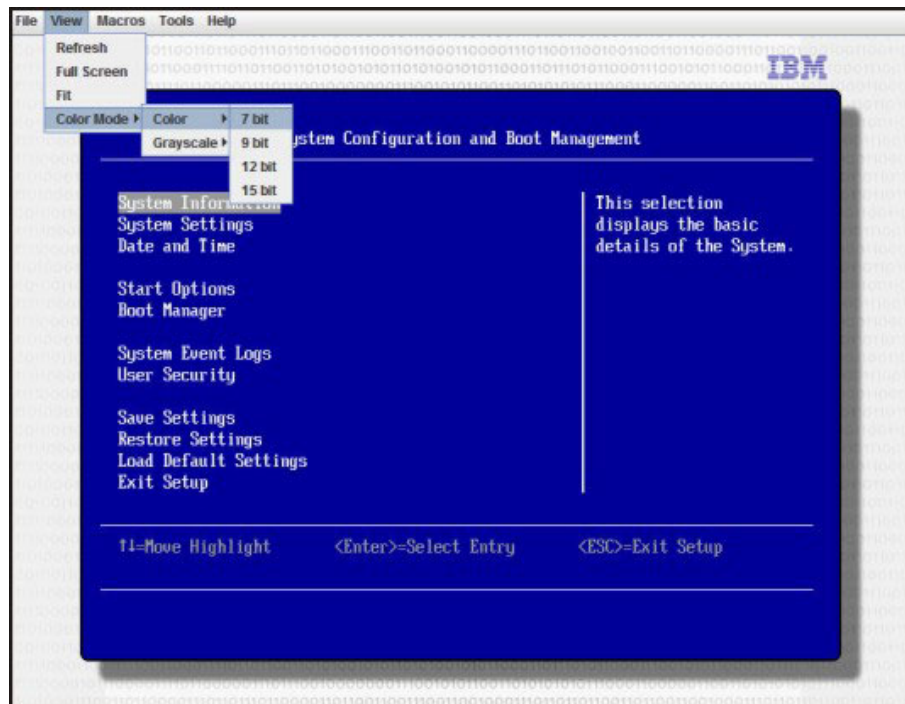 File View Macros Tools Help
Refresh
Full Screen
Fit
Color Mode
Color
Grayscale
7 bit
9 bit
12 bit
15 bit
IBM
Configuration and Boot Management
System
System Settings
Date and Time
Start Options
Boot Manager
System Event Logs
User Security
Save Settings
Restore Settings
Load Default Settings
Exit Setup
This selection
displays the basic
details of the System.
↑↓=Move Highlight <Enter>=Select Entry <ESC>=Exit Setup